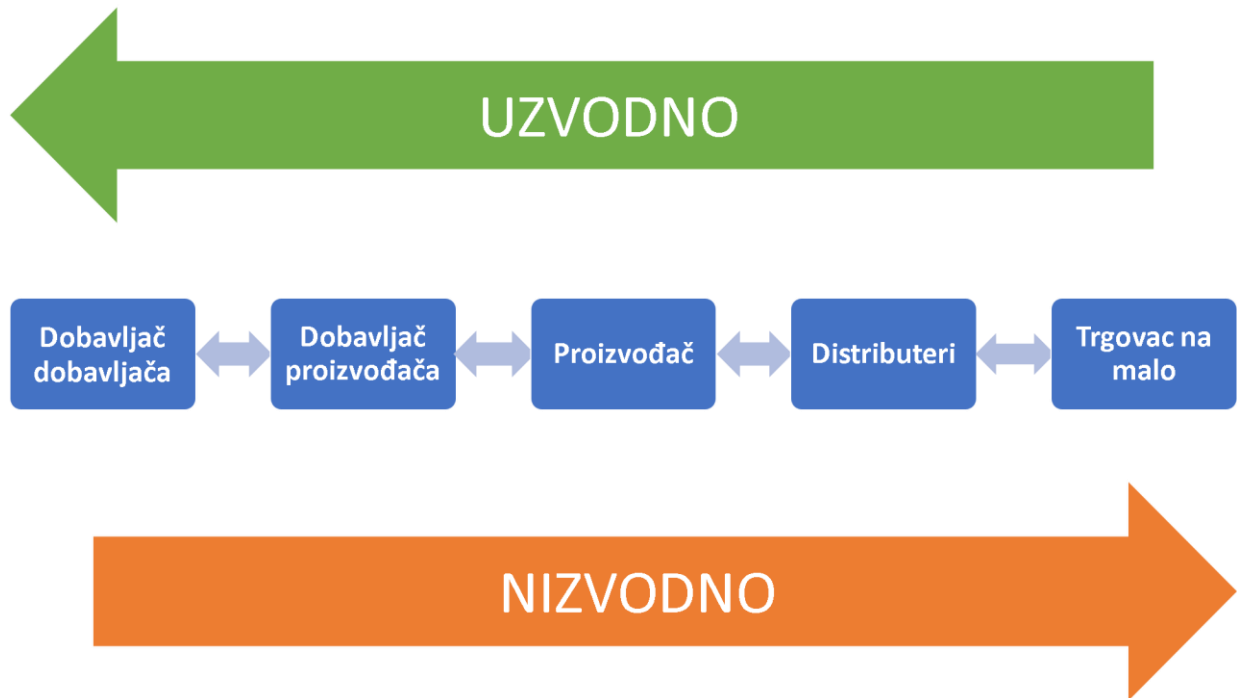 UZVODNO
Dobavljač
dobavljača
Dobavljač
proizvođača
Proizvođač
Distributeri
Trgovac na
malo
NIZVODNO